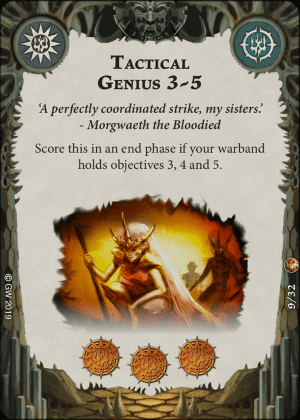 Tactical
Genius 3-5
‘A perfectly coordinated strike, my sisters.’
- Morgwaeth the Bloodied
Score this in an end phase if your warband
holds objectives 3, 4 and 5.
© GW 2019
9/32